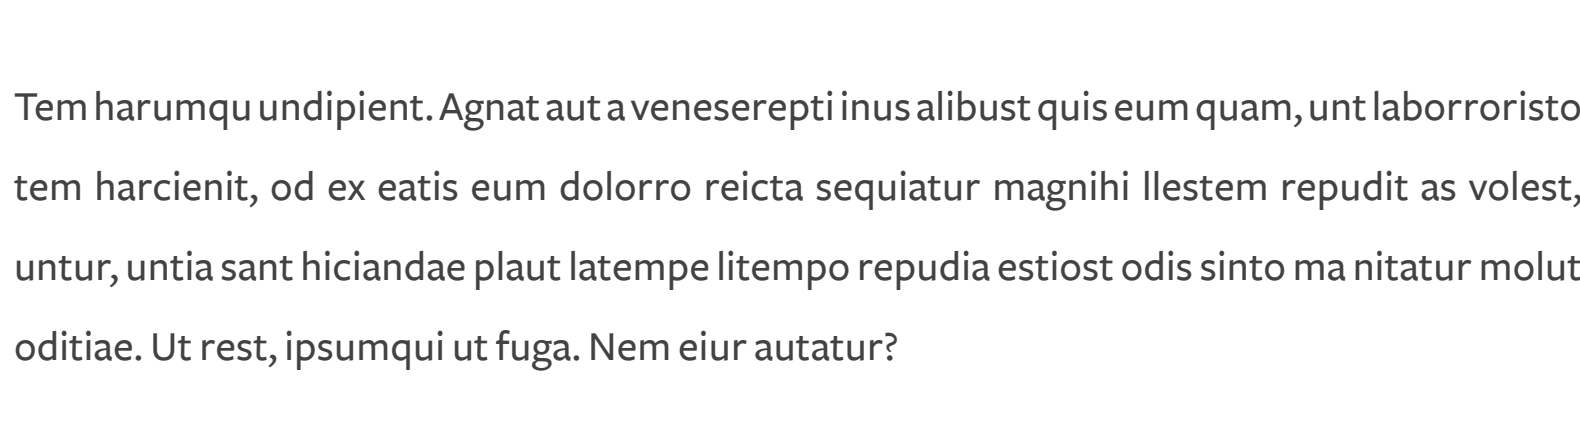 Tem harumqu undipient. Agnat aut a veneserepti inus alibust quis eum quam, unt laborroristo
tem harcienit, od ex eatis eum dolorro reicta sequiatur magnihi llestem repudit as volest,
untur, untia sant hiciandae plaut latempe litempo repudia estiost odis sinto ma nitatur molut
oditiae. Ut rest, ipsumqui ut fuga. Nem eiur autatur?